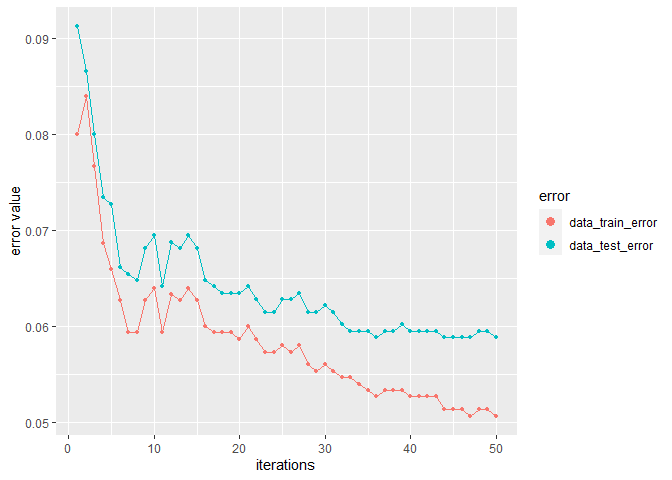 error value
0.09
0.08
0.07
0.06
0.05
0
10
20
30
40
50
iterations
error
data_train_error
data_test_error